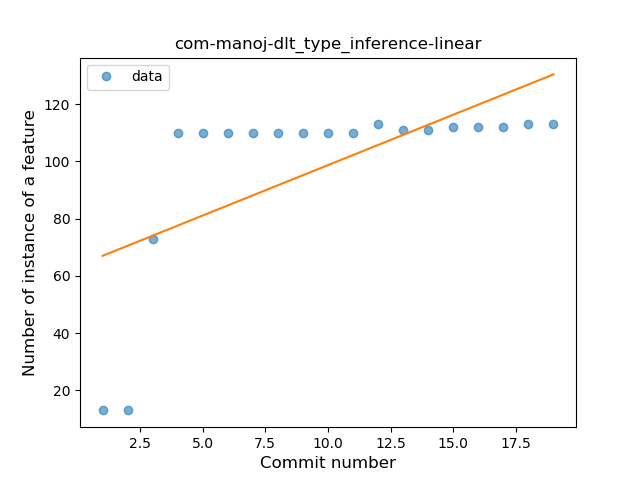 com-manoj-dlt_type_inference-linear
data
Number of instance of a feature
120
100
80
60
40
20
2.5 5.0 7.5 10.0 12.5 15.0 17.5
Commit number